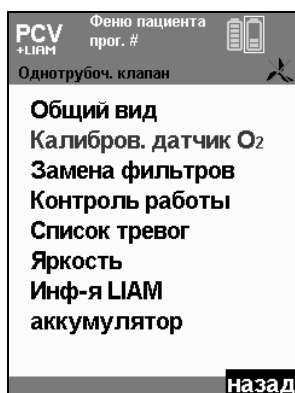 PCV
+LIAM
Феню пациента
прог. #
Однотрубоч. клапан
Общий вид
Калибров. датчик O2
Замена фильтров
Контроль работы
Список тревог
Яркость
Инф-я LIAM
аккумулятор
назад